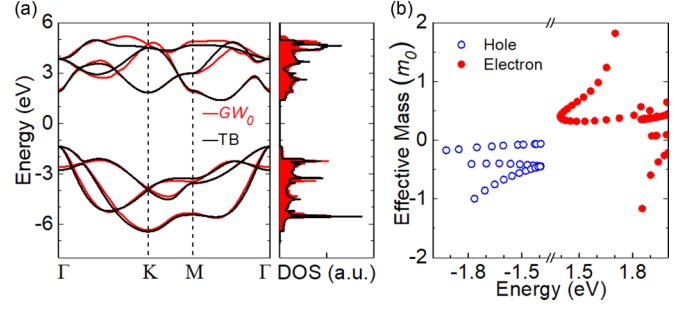 (a)
6
3
0
-3
-6
Energy (eV)
GW₀
TB
Γ
K
M
Γ
DOS (a.u.)
(b)
2
1
0
-1
-2
Effective Mass (m₀)
Hole
Electron
-1.8
-1.5
1.5
1.8
Energy (eV)